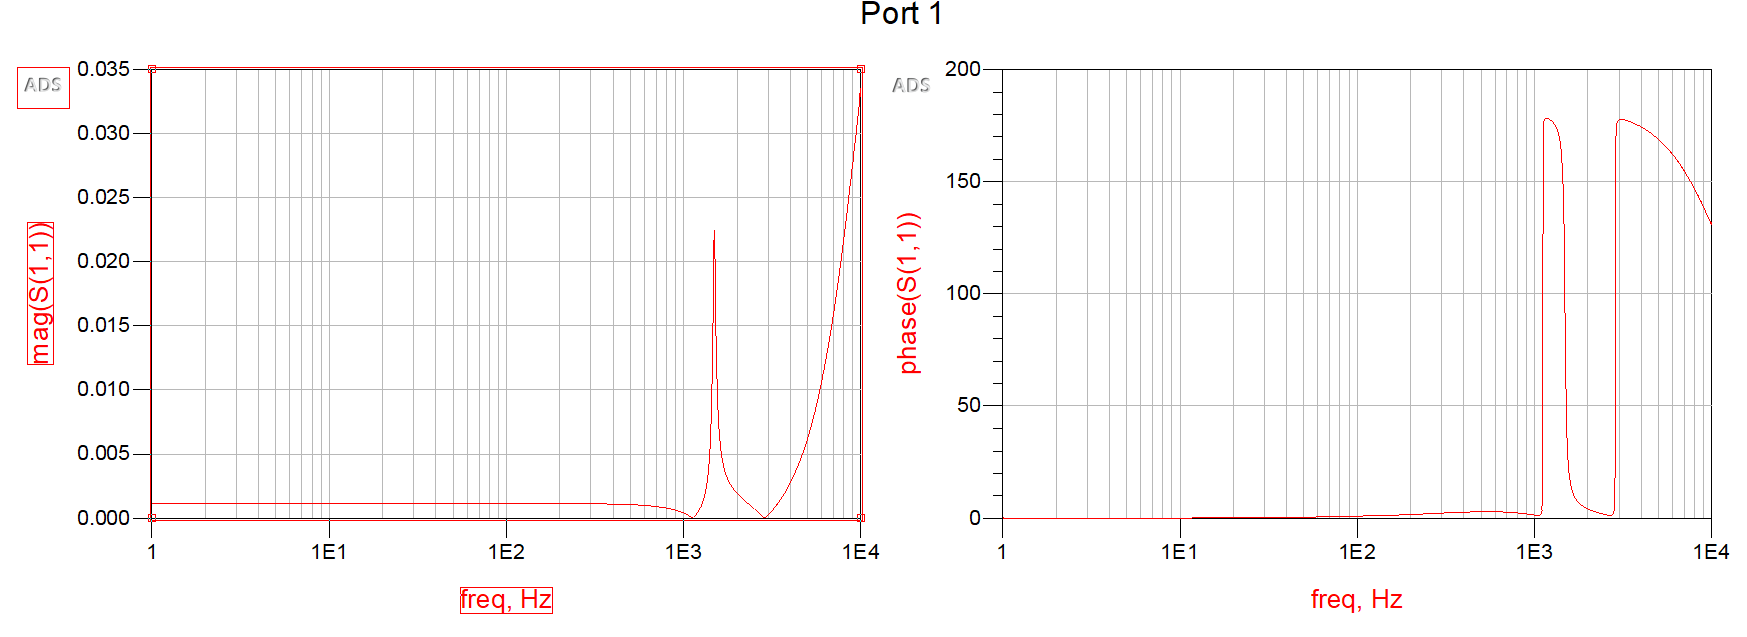 Port 1
ADS
mag(S(1,1))
0.035
0.030
0.025
0.020
0.015
0.010
0.005
0.000
1
1E1
1E2
1E3
1E4
freq, Hz
ADS
phase(S(1,1))
200
150
100
50
0
1
1E1
1E2
1E3
1E4
freq, Hz